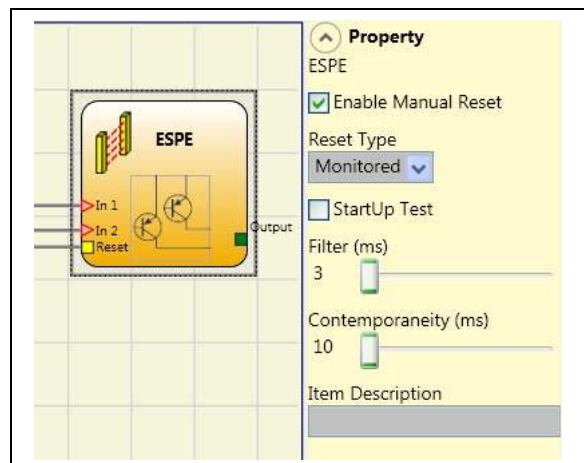 ESPE
In 1
In 2
Reset
Output
Property
ESPE
Enable Manual Reset
Reset Type
Monitored
StartUp Test
Filter (ms)
3
Contemporaneity (ms)
10
Item Description